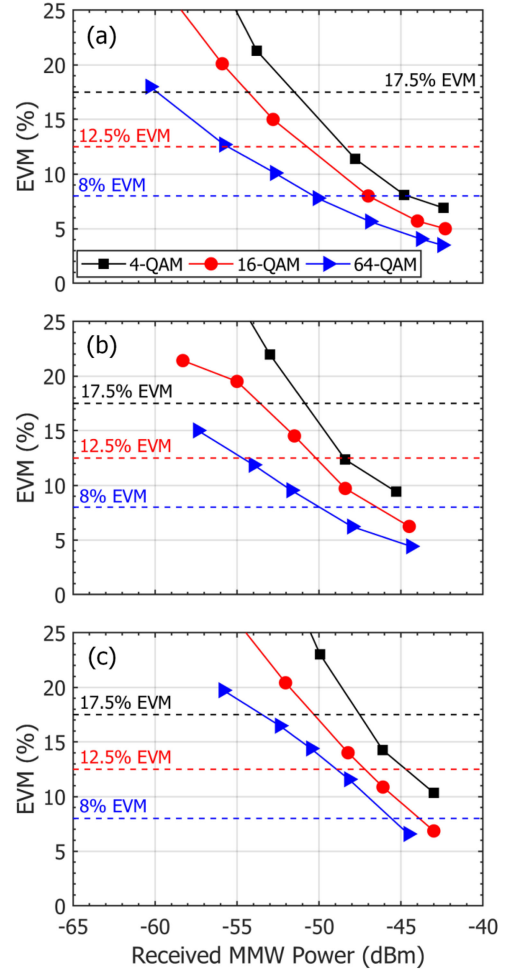 (a)
25
20
15
10
5
0
EVM (%)
17.5% EVM
12.5% EVM
8% EVM
4-QAM 16-QAM 64-QAM
(b)
25
20
15
10
5
0
EVM (%)
17.5% EVM
12.5% EVM
8% EVM
(c)
25
20
15
10
5
0
EVM (%)
17.5% EVM
12.5% EVM
8% EVM
-65 -60 -55 -50 -45 -40
Received MMW Power (dBm)